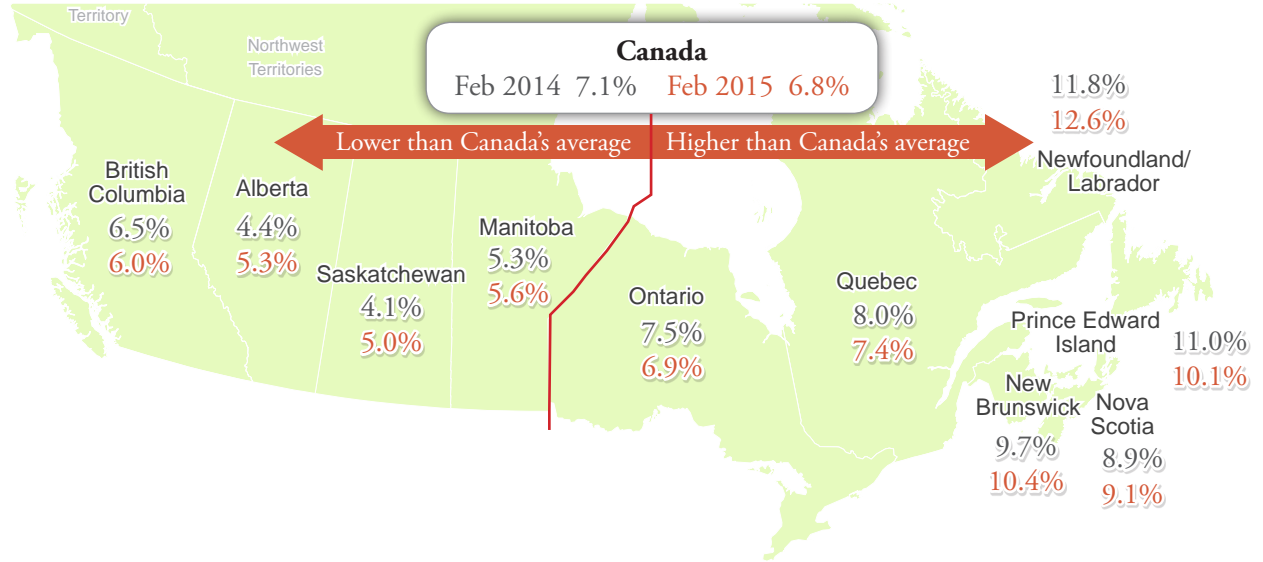 Territory
Northwest
Territories
Canada
Feb 2014 7.1% Feb 2015 6.8%
Lower than Canada's average
Higher than Canada's average
11.8%
12.6%
Newfoundland/
Labrador
British
Columbia
6.5%
6.0%
Alberta
4.4%
5.3%
Saskatchewan
4.1%
5.0%
Manitoba
5.3%
5.6%
Ontario
7.5%
6.9%
Quebec
8.0%
7.4%
Prince Edward
Island
11.0%
10.1%
New
Brunswick
9.7%
10.4%
Nova
Scotia
8.9%
9.1%